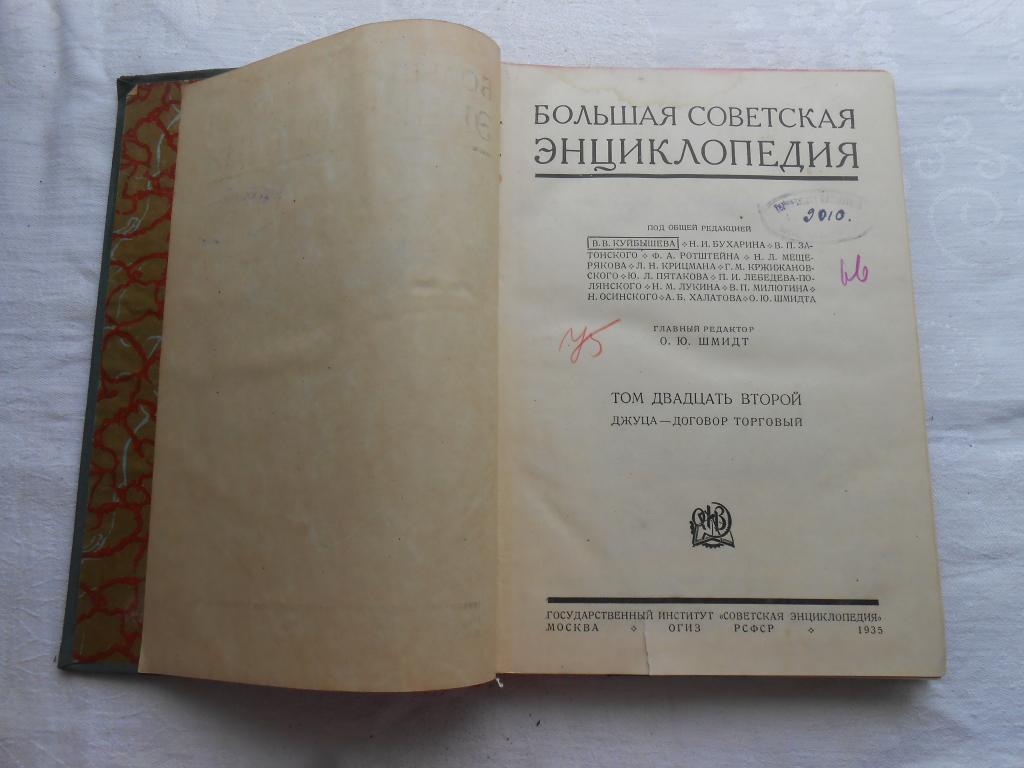 БОЛЬШАЯ СОВЕТСКАЯ
ЭНЦИКЛОПЕДИЯ
2010.
ПОД ОБЩЕЙ РЕДАКЦИЕЙ
В. В. КУЙБЫШЕВА ⟡ Н. И. БУХАРИНА ⟡ В. П. ЗА-
ТОНСКОГО ⟡ Ф. А. РОТШТЕЙНА ⟡ Н. Л. МЕЩЕ-
РЯКОВА ⟡ Л. Н. КРИЦМАНА ⟡ Г. М. КРЖИЖАНОВ-
СКОГО ⟡ Ю. Л. ПЯТАКОВА ⟡ П. И. ЛЕБЕДЕВА-ПО-
ЛЯНСКОГО ⟡ Н. М. ЛУКИНА ⟡ В. П. МИЛЮТИНА ⟡
Н. ОСИНСКОГО ⟡ А. Б. ХАЛАТОВА ⟡ О. Ю. ШМИДТА
ГЛАВНЫЙ РЕДАКТОР
О. Ю. ШМИДТ
ТОМ ДВАДЦАТЬ ВТОРОЙ
ДЖУЦА — ДОГОВОР ТОРГОВЫЙ
ГОСУДАРСТВЕННЫЙ ИНСТИТУТ «СОВЕТСКАЯ ЭНЦИКЛОПЕДИЯ»
МОСКВА ⟡ ОГИЗ РСФСР ⟡ 1935